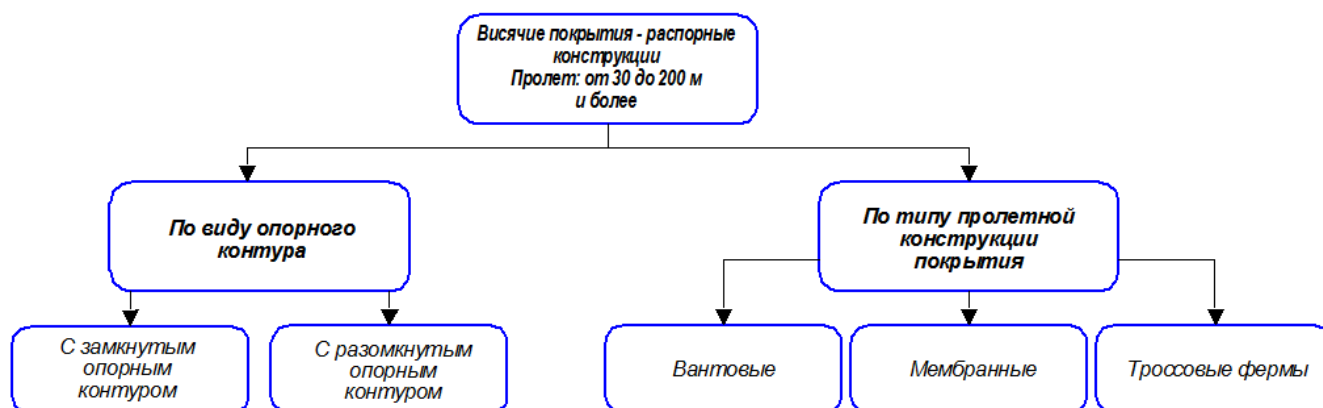 Висячие покрытия - распорные
конструкции
Пролет: от 30 до 200 м
и более
По виду опорного
контура
По типу пролетной
конструкции
покрытия
С замкнутым
опорным
контуром
С разомкнутым
опорным
контуром
Вантовые
Мембранные
Троссовые фермы